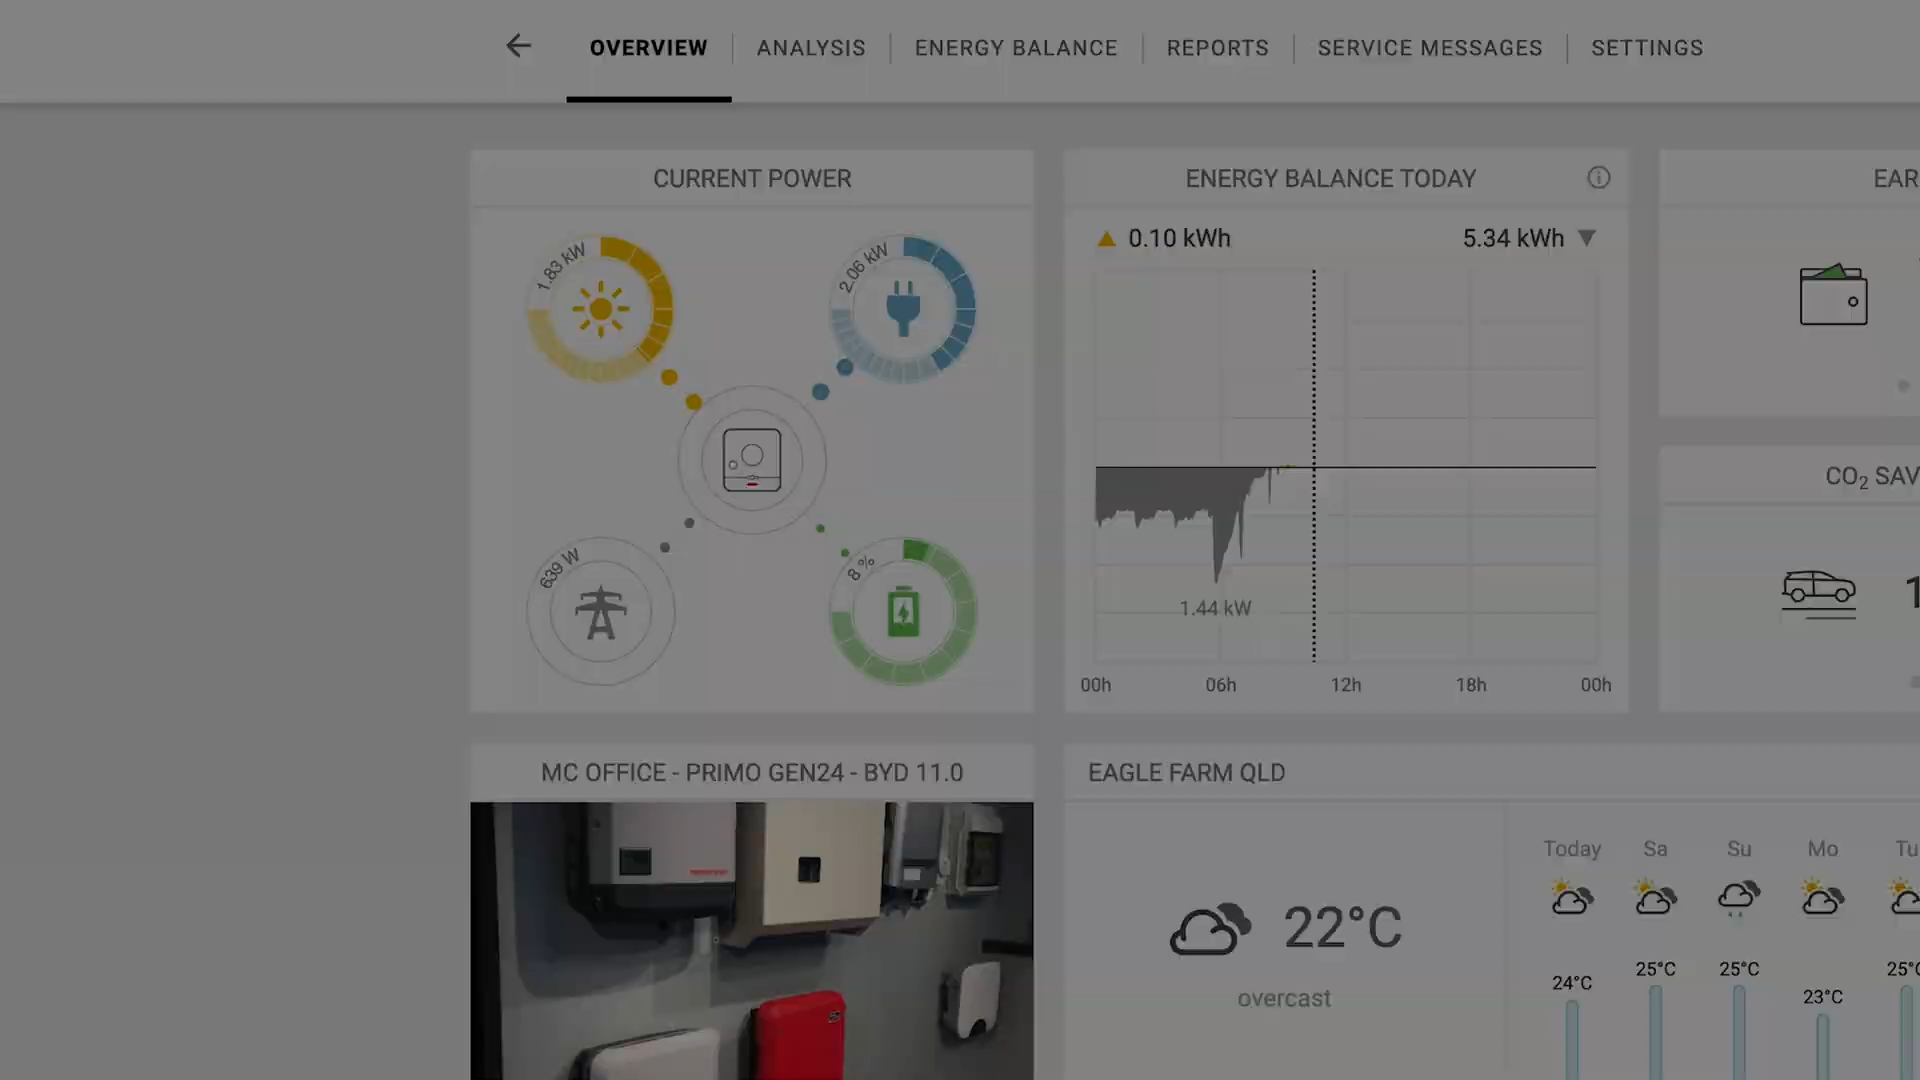 OVERVIEW
ANALYSIS
ENERGY BALANCE
REPORTS
SERVICE MESSAGES
SETTINGS
CURRENT POWER
1.83 kW
2.06 kW
639 W
8 %
ENERGY BALANCE TODAY
0.10 kWh
5.34 kWh
1.44 kW
00h
06h
12h
18h
00h
EAR
CO₂ SAV
1
MC OFFICE - PRIMO GEN24 - BYD 11.0
EAGLE FARM QLD
22°C
overcast
Today
Sa
Su
Mo
Tu
24°C
25°C
25°C
23°C
25°C